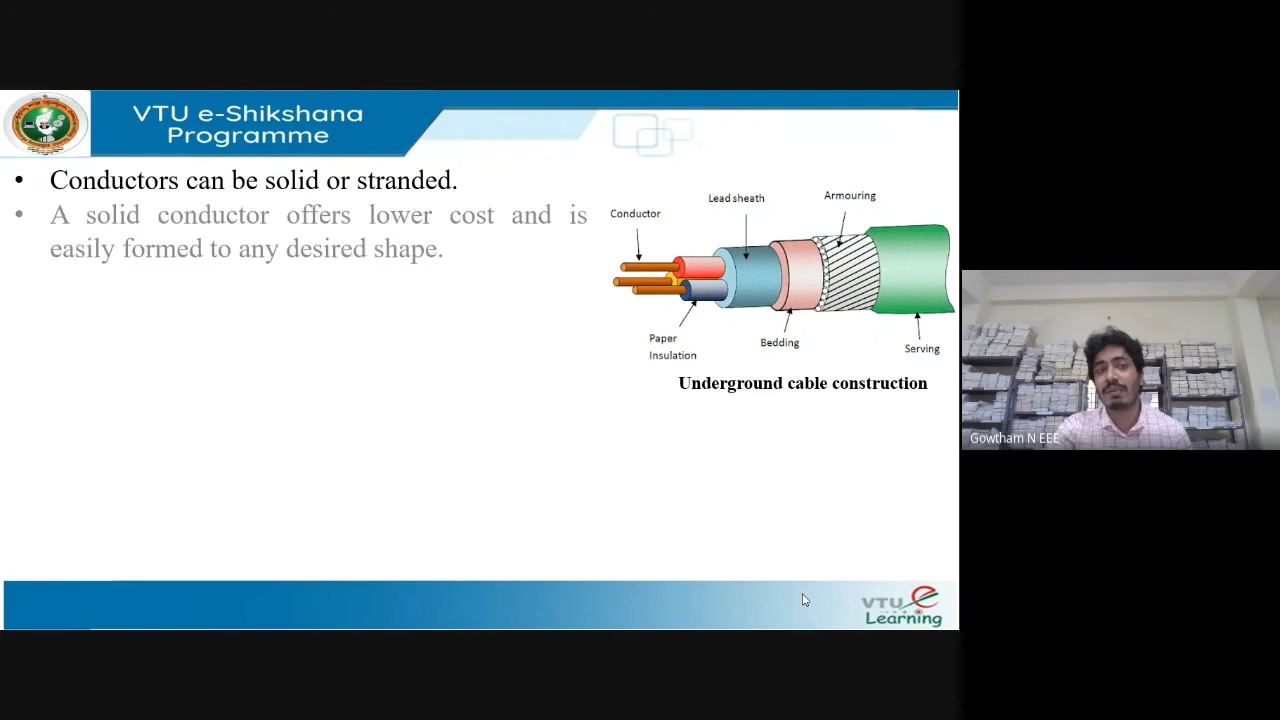 VTU e-Shikshana
Programme
• Conductors can be solid or stranded.
• A solid conductor offers lower cost and is
easily formed to any desired shape.
Lead sheath
Armouring
Conductor
Paper
Insulation
Bedding
Serving
Underground cable construction
Gowtham N EEE
VTU e
Learning